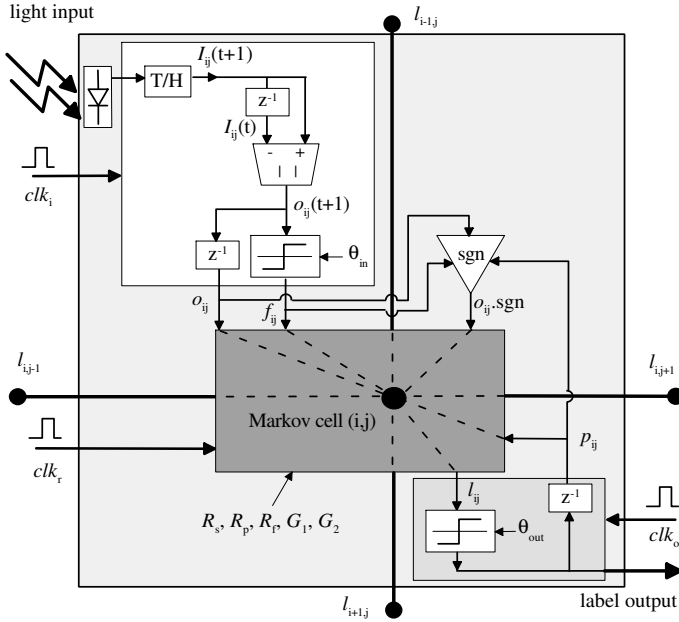 light input
l_{i-1,j}
I_{ij}(t+1)
T/H
z^{-1}
I_{ij}(t)
- +
| |
clk_i
o_{ij}(t+1)
z^{-1}
θ_{in}
sgn
o_{ij}
f_{ij}
o_{ij}.sgn
l_{i,j-1}
l_{i,j+1}
Markov cell (i,j)
p_{ij}
clk_r
l_{ij}
z^{-1}
R_s, R_p, R_f, G_1, G_2
θ_{out}
clk_o
label output
l_{i+1,j}